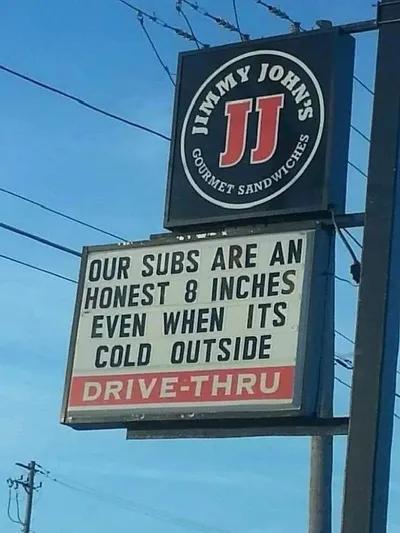 JIMMY JOHN'S
JJ
GOURMET SANDWICHES
OUR SUBS ARE AN
HONEST 8 INCHES
EVEN WHEN ITS
COLD OUTSIDE
DRIVE-THRU